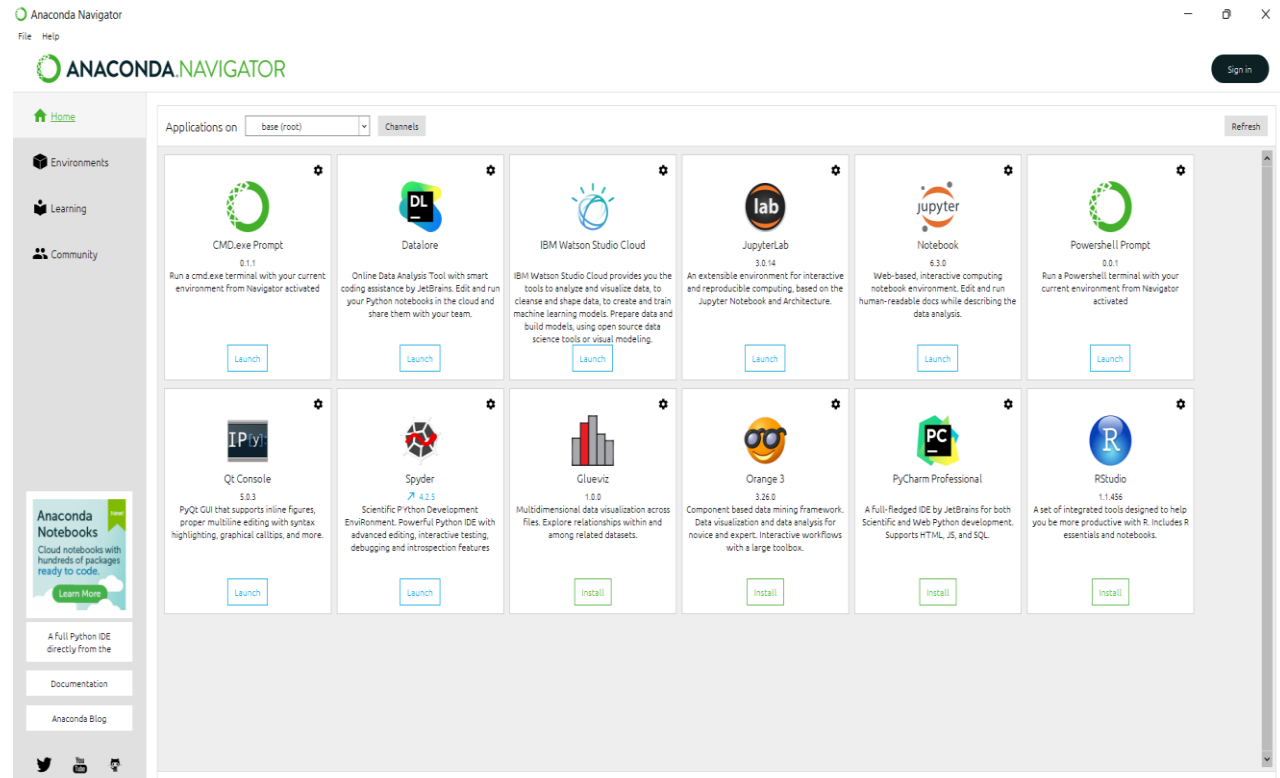 Anaconda Navigator
File Help
ANACONDA.NAVIGATOR
Sign in
Home
Environments
Learning
Community
Applications on base (root) Channels
Refresh
CMD.exe Prompt
0.1.1
Run a cmd.exe terminal with your current
environment from Navigator activated
Launch
DL
Datalore
Online Data Analysis Tool with smart
coding assistance by JetBrains. Edit and run
your Python notebooks in the cloud and
share them with your team.
Launch
IBM Watson Studio Cloud
IBM Watson Studio Cloud provides you the
tools to analyze and visualize data, to
cleanse and shape data, to create and train
machine learning models. Prepare data and
build models, using open source data
science tools or visual modeling.
Launch
lab
JupyterLab
3.0.14
An extensible environment for interactive
and reproducible computing, based on the
Jupyter Notebook and Architecture.
Launch
jupyter
Notebook
6.3.0
Web-based, interactive computing
notebook environment. Edit and run
human-readable docs while describing the
data analysis.
Launch
Powershell Prompt
0.0.1
Run a Powershell terminal with your
current environment from Navigator
activated
Launch
IP[y]:
Qt Console
5.0.3
PyQt GUI that supports inline figures,
proper multiline editing with syntax
highlighting, graphical calltips, and more.
Launch
Spyder
4.2.5
Scientific PYthon Development
EnviRonment. Powerful Python IDE with
advanced editing, interactive testing,
debugging and introspection features
Launch
Glueviz
1.0.0
Multidimensional data visualization across
files. Explore relationships within and
among related datasets.
Install
Orange 3
3.26.0
Component based data mining framework.
Data visualization and data analysis for
novice and expert. Interactive workflows
with a large toolbox.
Install
PC
PyCharm Professional
A full-fledged IDE by JetBrains for both
Scientific and Web Python development.
Supports HTML, JS, and SQL.
Install
R
RStudio
1.1.456
A set of integrated tools designed to help
you be more productive with R. Includes R
essentials and notebooks.
Install
New!
Anaconda
Notebooks
Cloud notebooks with
hundreds of packages
ready to code.
Learn More
A full Python IDE
directly from the
Documentation
Anaconda Blog
You
Tube